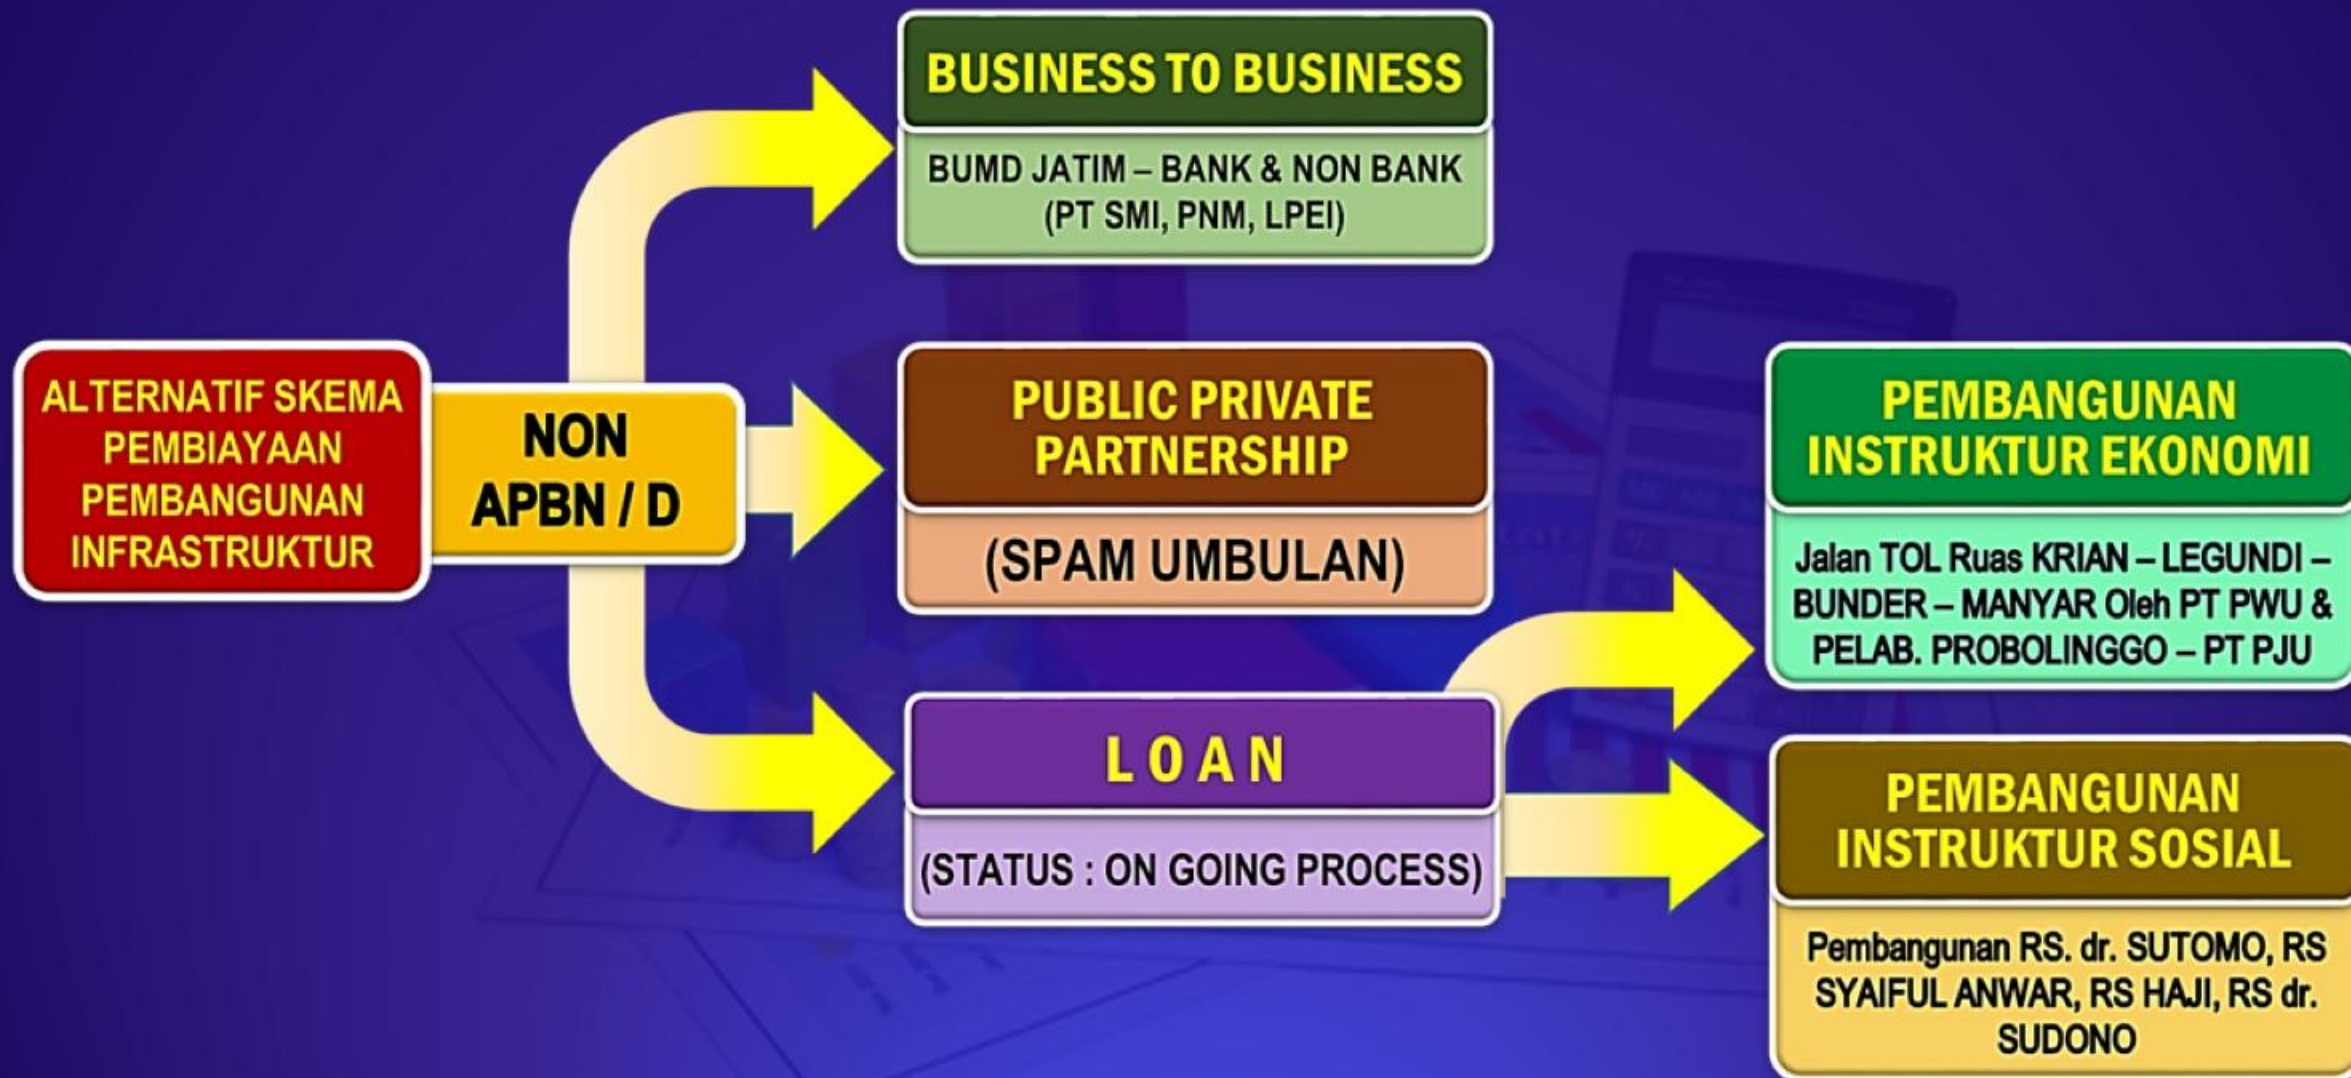 ALTERNATIF SKEMA
PEMBIAYAAN
PEMBANGUNAN
INFRASTRUKTUR
NON
APBN / D
BUSINESS TO BUSINESS
BUMD JATIM – BANK & NON BANK
(PT SMI, PNM, LPEI)
PUBLIC PRIVATE
PARTNERSHIP
(SPAM UMBULAN)
L O A N
(STATUS : ON GOING PROCESS)
PEMBANGUNAN
INSTRUKTUR EKONOMI
Jalan TOL Ruas KRIAN – LEGUNDI –
BUNDER – MANYAR Oleh PT PWU &
PELAB. PROBOLINGGO – PT PJU
PEMBANGUNAN
INSTRUKTUR SOSIAL
Pembangunan RS. dr. SUTOMO, RS
SYAIFUL ANWAR, RS HAJI, RS dr.
SUDONO